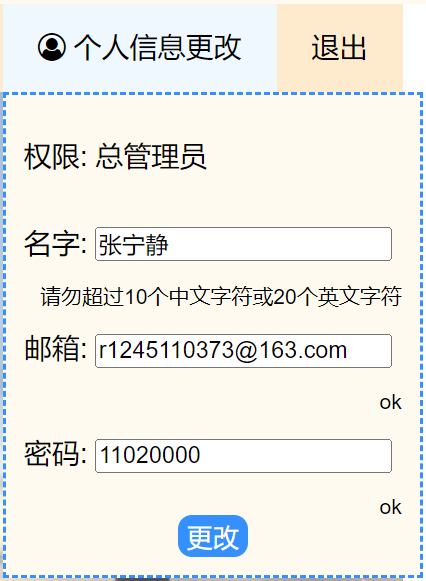 个人信息更改 退出
权限: 总管理员
名字: 张宁静
请勿超过10个中文字符或20个英文字符
邮箱: r1245110373@163.com
ok
密码: 11020000
ok
更改